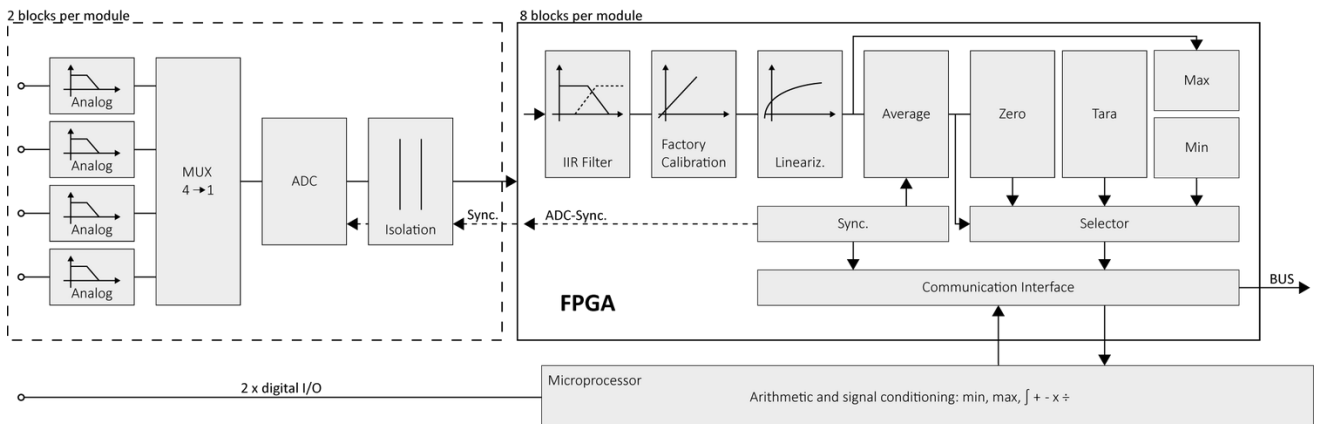 2 blocks per module
8 blocks per module
Analog
Analog
Analog
Analog
MUX
4 → 1
ADC
Isolation
Sync.
ADC-Sync.
IIR Filter
Factory
Calibration
Lineariz.
Average
Zero
Tara
Max
Min
Sync.
Selector
Communication Interface
BUS
FPGA
2 x digital I/O
Microprocessor
Arithmetic and signal conditioning: min, max, ∫ + - x ÷